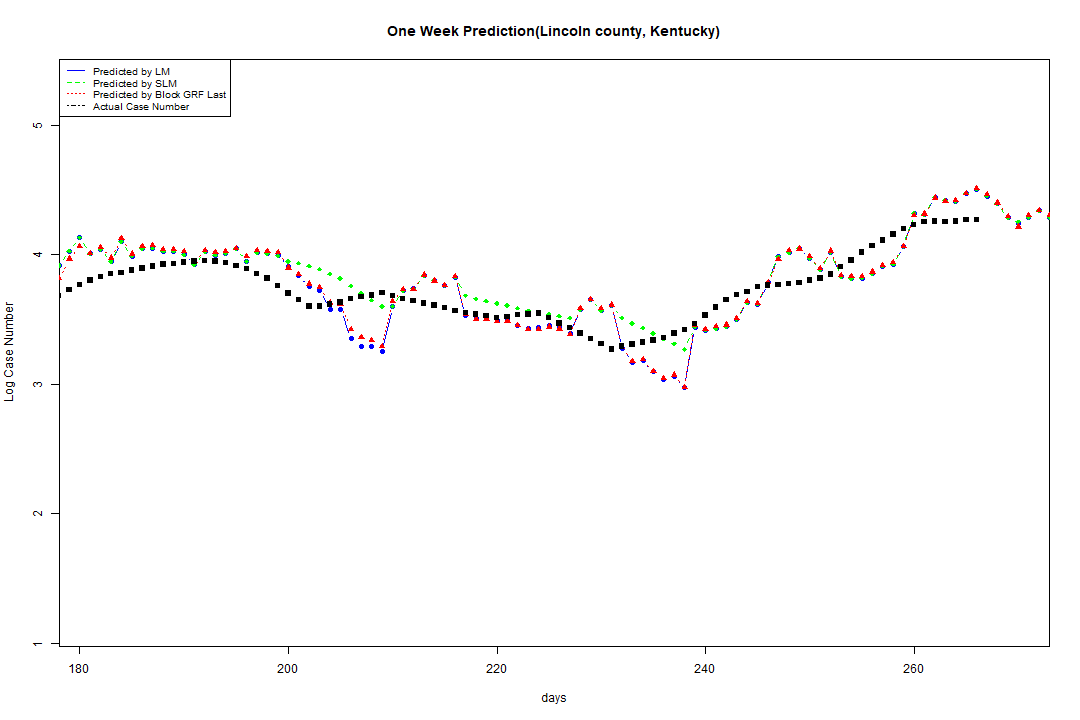 One Week Prediction(Lincoln county, Kentucky)
Predicted by LM
Predicted by SLM
Predicted by Block GRF Last
Actual Case Number
5
4
3
2
1
Log Case Number
180 200 220 240 260
days